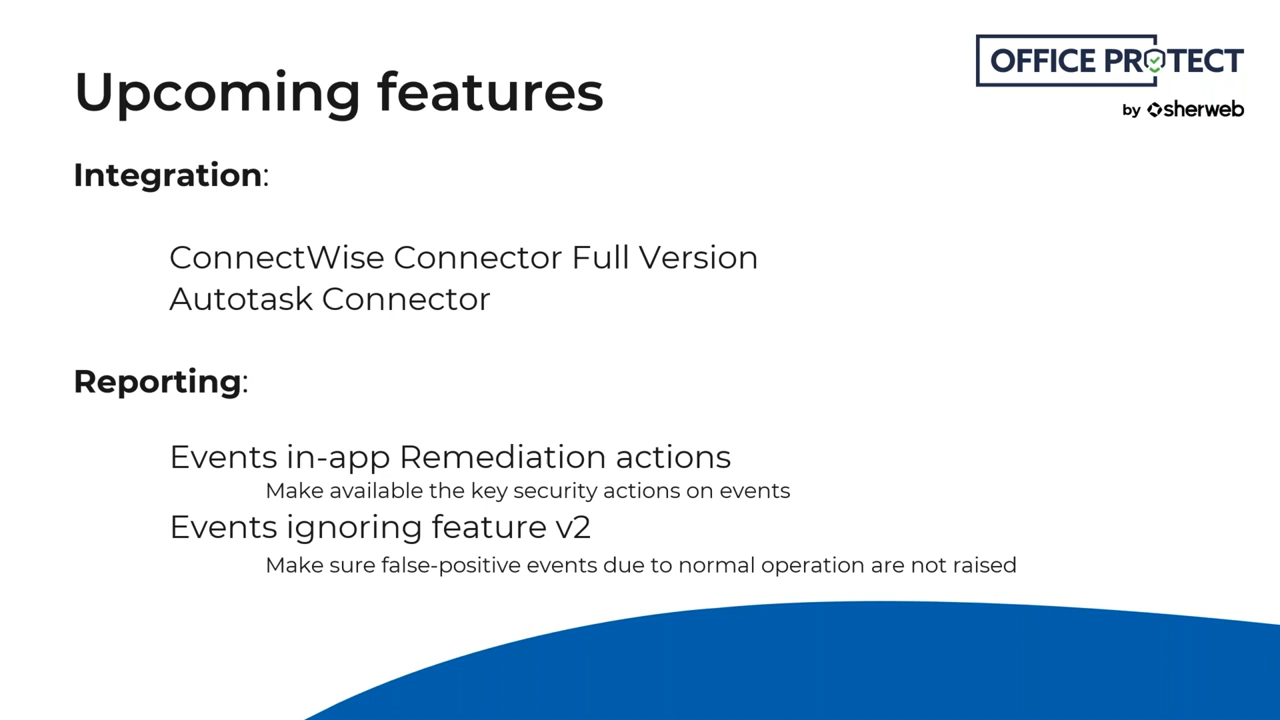 OFFICE PROTECT
by sherweb
Upcoming features
Integration:
ConnectWise Connector Full Version
Autotask Connector
Reporting:
Events in-app Remediation actions
Make available the key security actions on events
Events ignoring feature v2
Make sure false-positive events due to normal operation are not raised